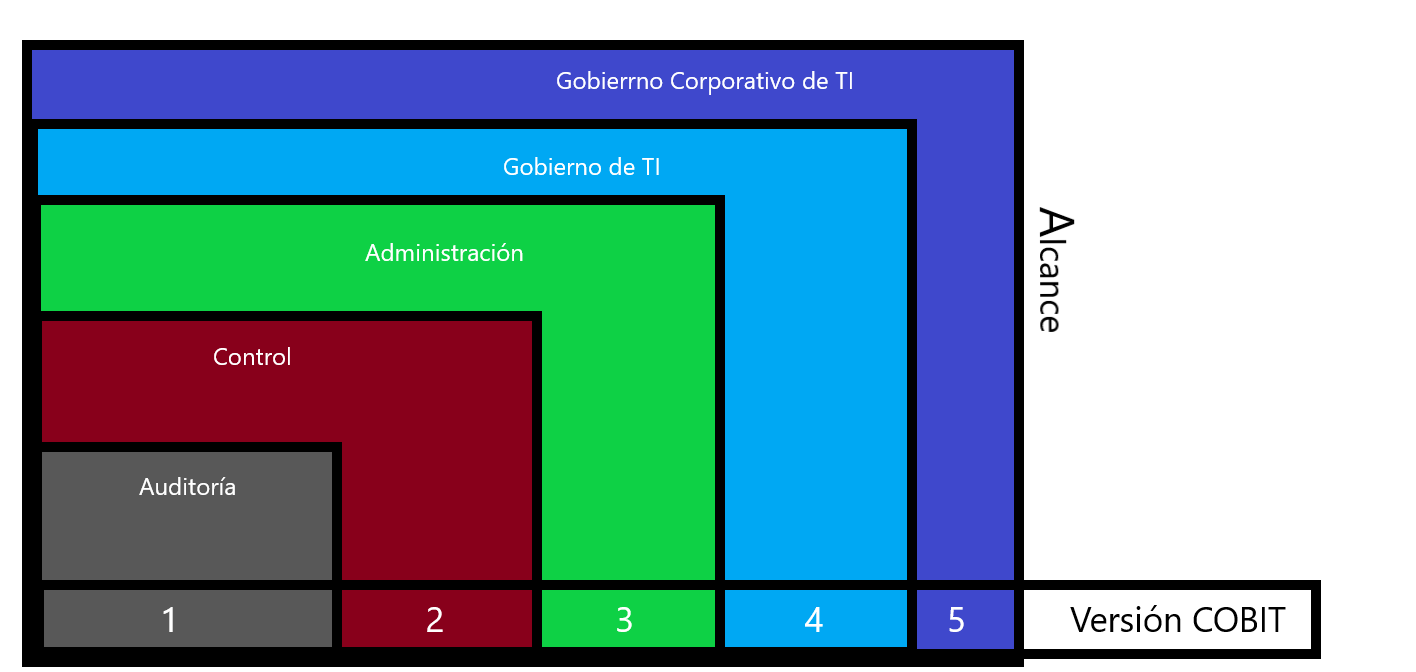 Gobierrno Corporativo de TI
Gobierno de TI
Alcance
Administración
Control
Auditoría
1 2 3 4 5 Versión COBIT